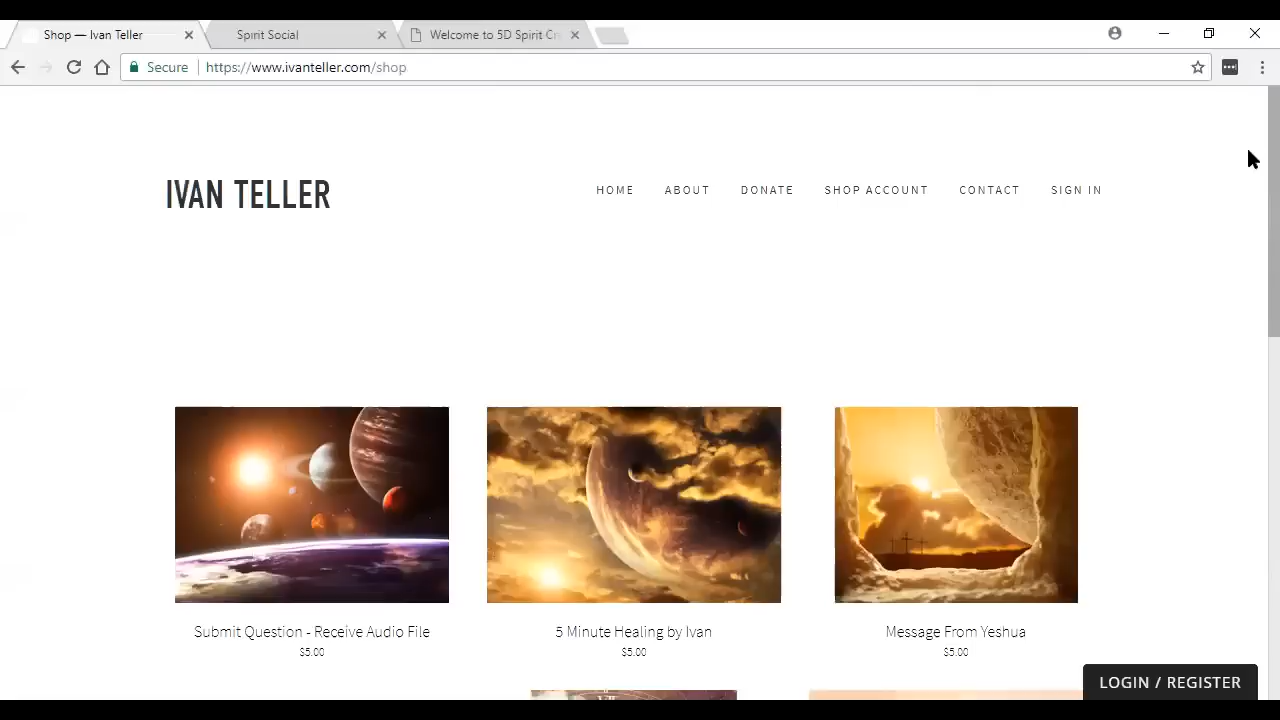 Shop — Ivan Teller
Spirit Social
Welcome to 5D Spirit Cr
Secure
https://www.ivanteller.com/shop
IVAN TELLER
HOME ABOUT DONATE SHOP ACCOUNT CONTACT SIGN IN
Submit Question - Receive Audio File
$5.00
5 Minute Healing by Ivan
$5.00
Message From Yeshua
$5.00
LOGIN / REGISTER